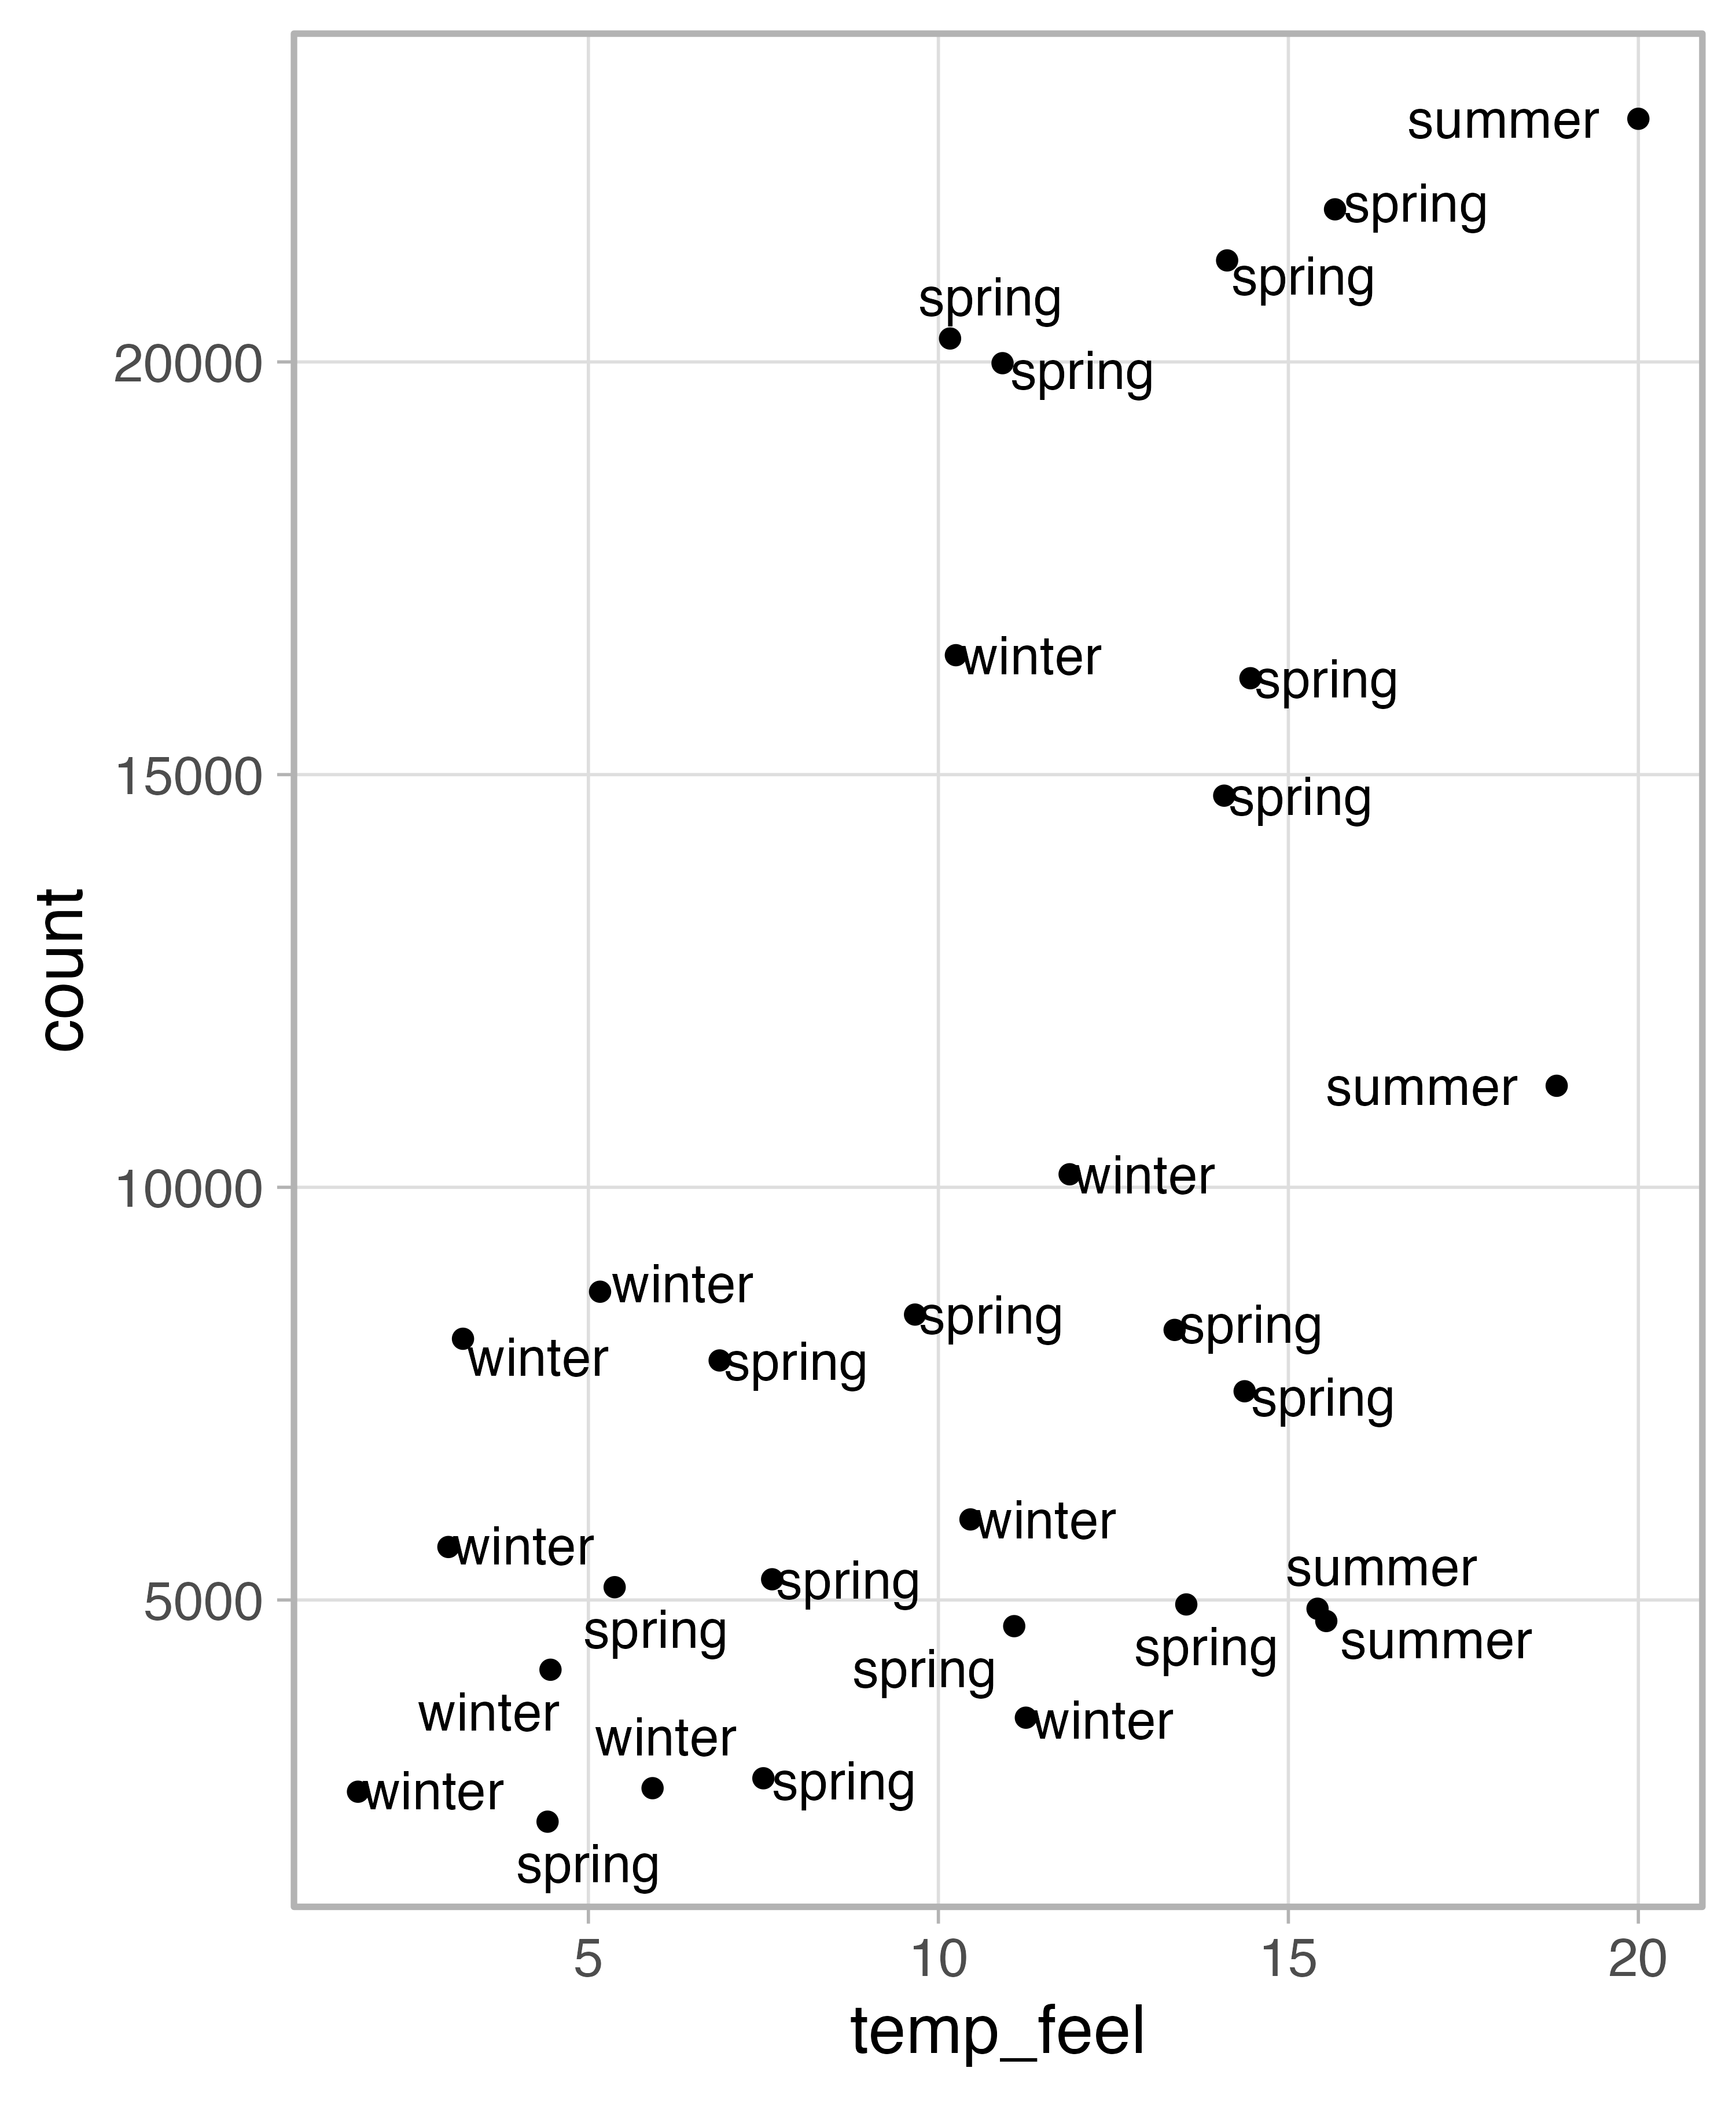 summer
spring
spring
spring
spring
20000
winter
spring
15000
spring
count
summer
winter
10000
winter
spring
spring
winter
spring
spring
winter
winter
summer
spring
5000
spring
summer
spring
spring
winter
winter
winter
spring
winter
spring
5 10 15 20
temp_feel